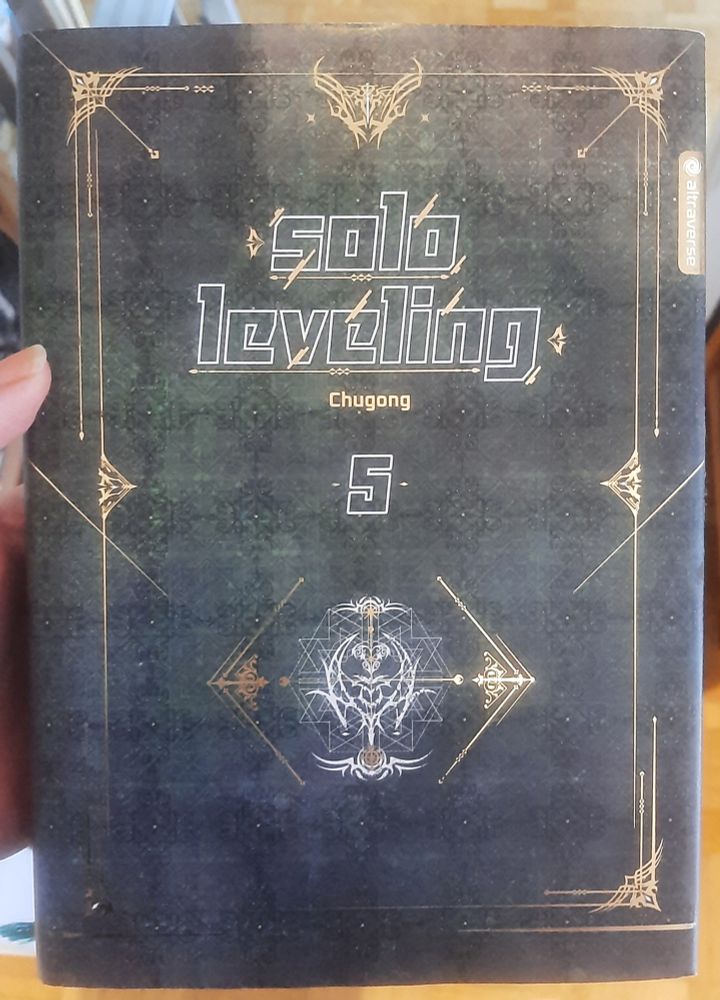 altraverse
solo
leveling
Chugong
5